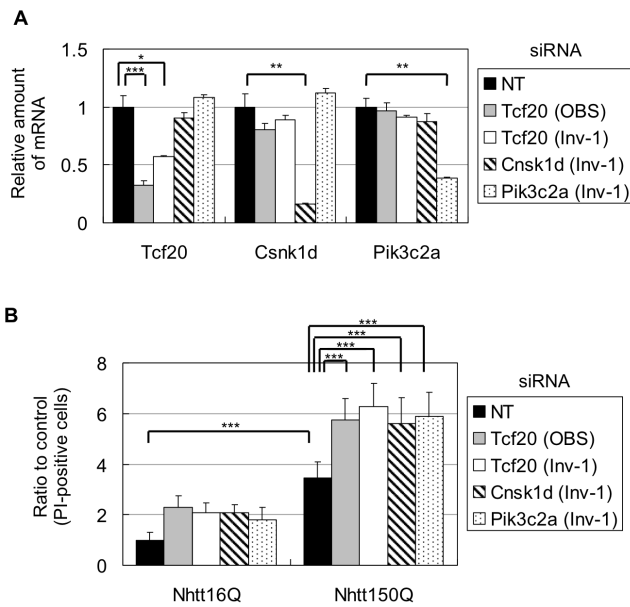 A
siRNA
Relative amount
of mRNA
1.5
1
0.5
0
*
***
**
**
Tcf20
Csnk1d
Pik3c2a
NT
Tcf20 (OBS)
Tcf20 (Inv-1)
Cnsk1d (Inv-1)
Pik3c2a (Inv-1)
B
siRNA
Ratio to control
(PI-positive cells)
8
6
4
2
0
***
***
***
***
***
Nhtt16Q
Nhtt150Q
NT
Tcf20 (OBS)
Tcf20 (Inv-1)
Cnsk1d (Inv-1)
Pik3c2a (Inv-1)